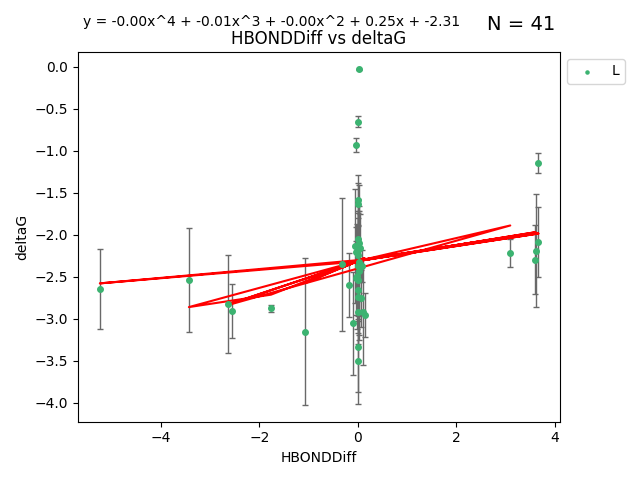 y = -0.00x^4 + -0.01x^3 + -0.00x^2 + 0.25x + -2.31
N = 41
HBONDDiff vs deltaG
L
0.0
−0.5
−1.0
−1.5
−2.0
−2.5
−3.0
−3.5
−4.0
deltaG
−4
−2
0
2
4
HBONDDiff